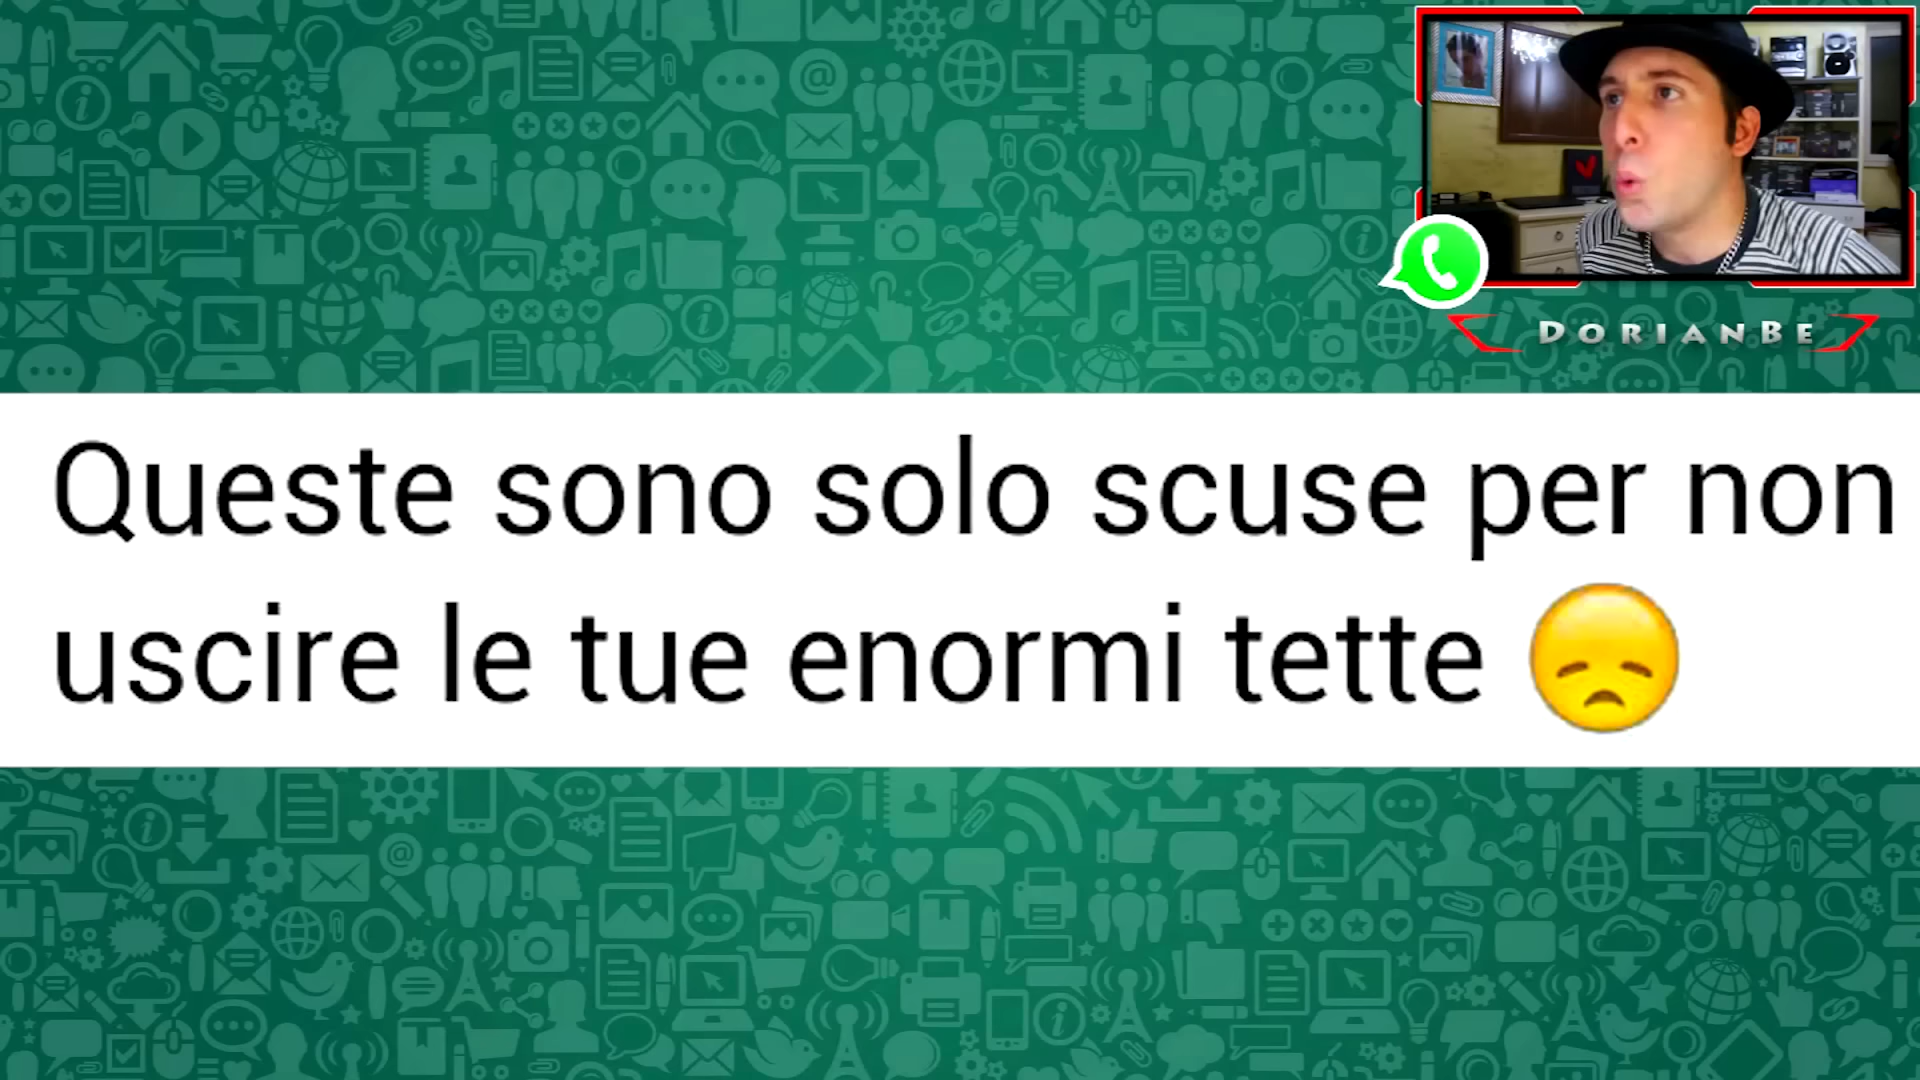 DORIANBE
Queste sono solo scuse per non
uscire le tue enormi tette 😞